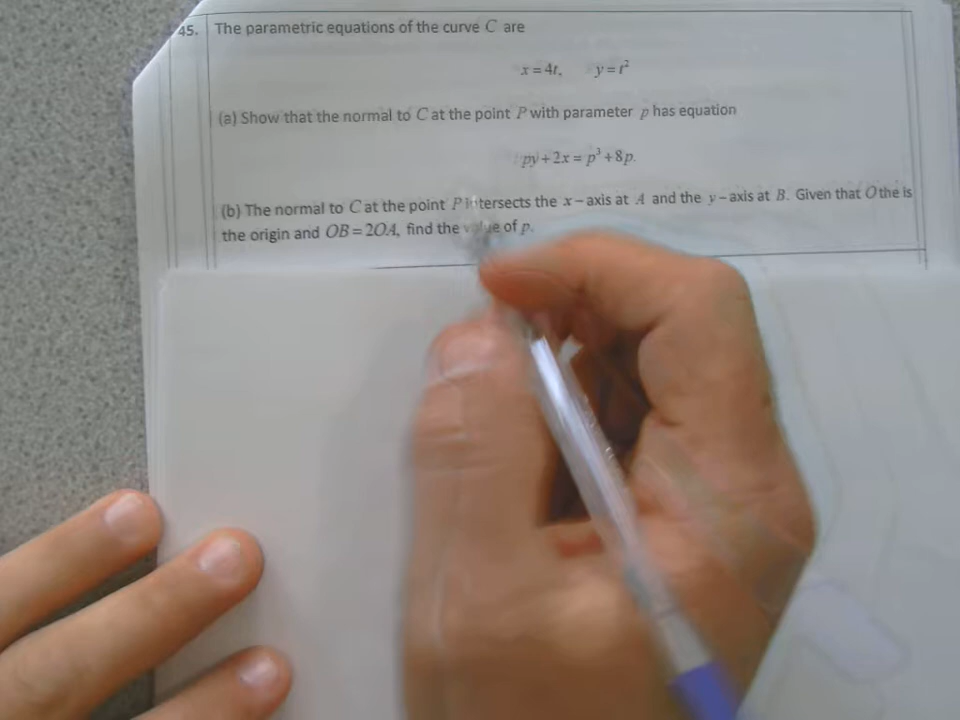 45. The parametric equations of the curve C are
x = 4t, y = t²
(a) Show that the normal to C at the point P with parameter p has equation
py + 2x = p³ + 8p.
(b) The normal to C at the point P intersects the x – axis at A and the y – axis at B. Given that O the is
the origin and OB = 2OA, find the value of p.